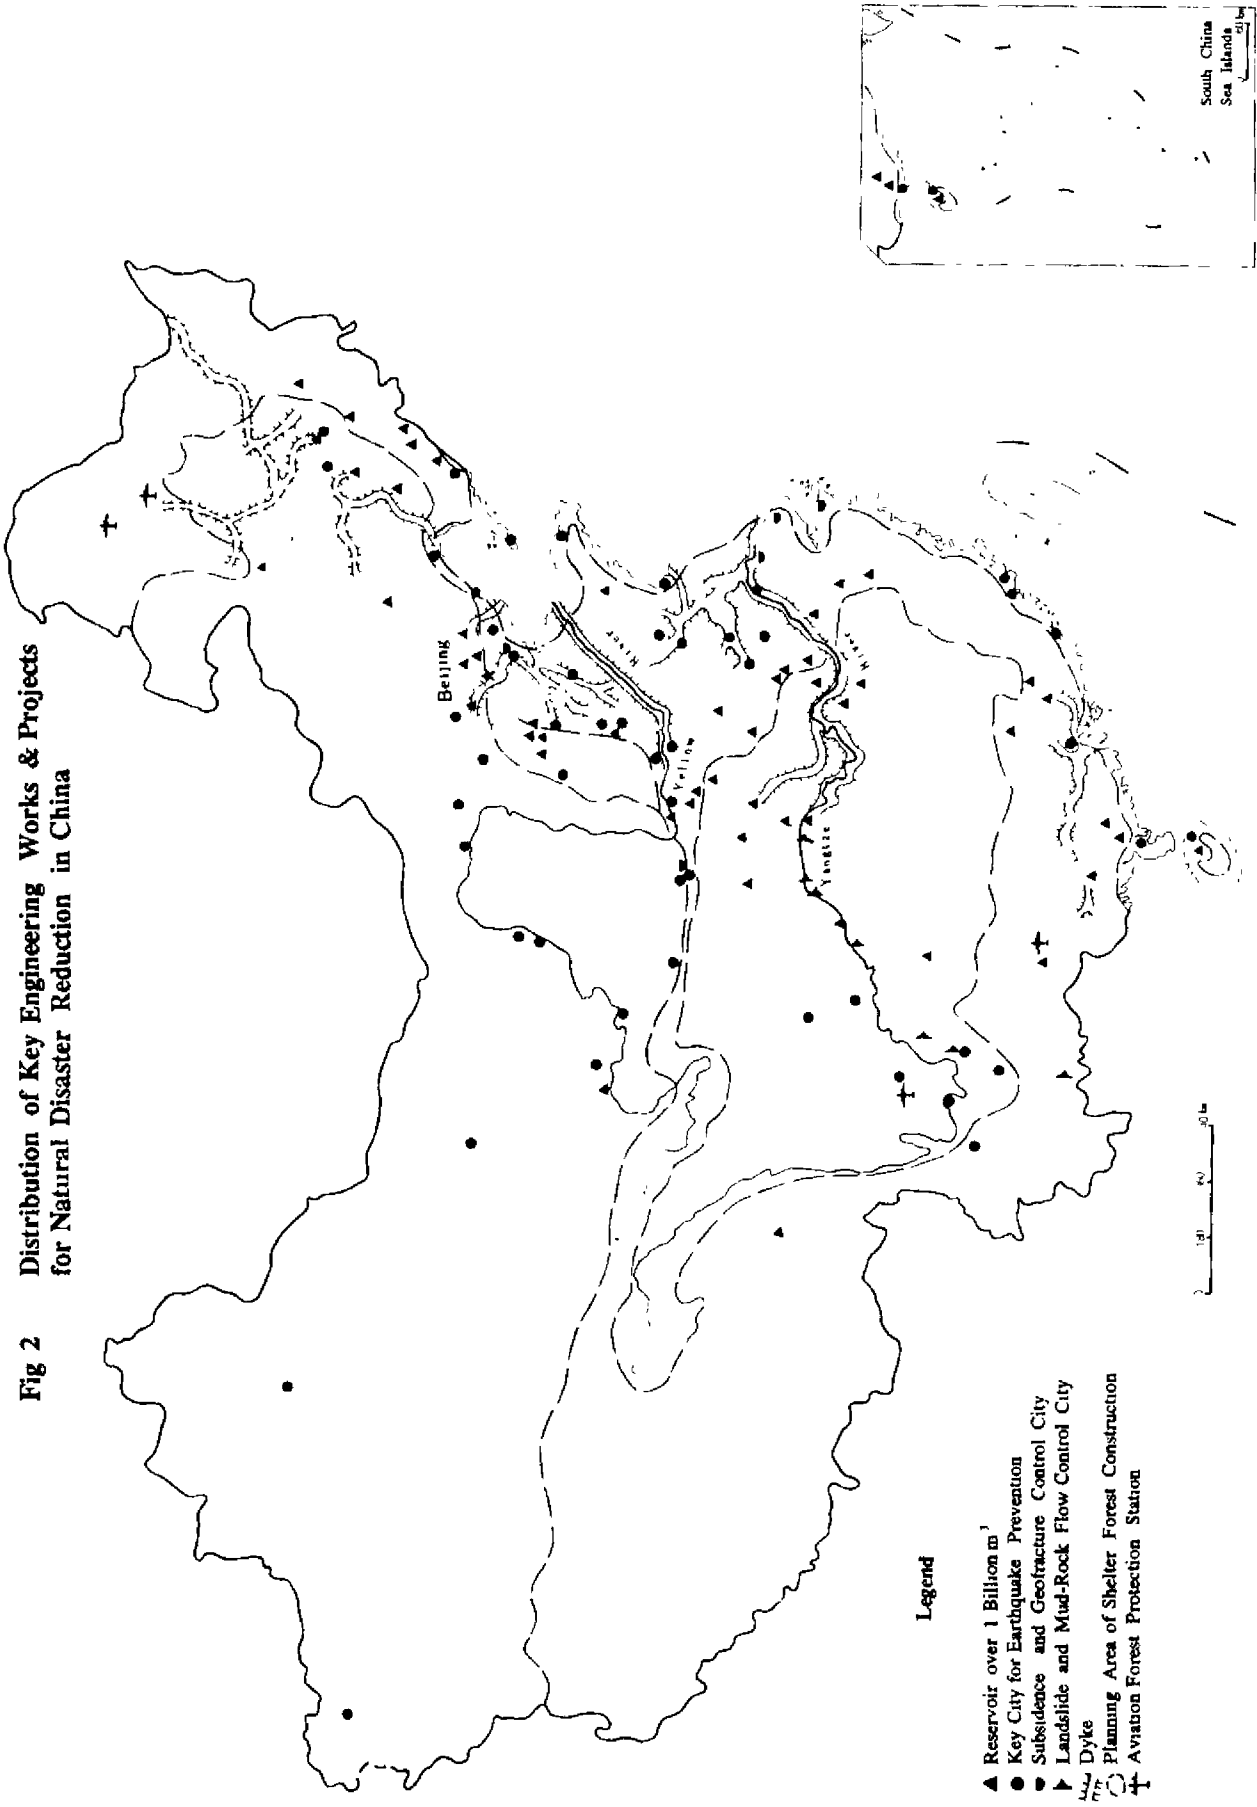 Fig 2 Distribution of Key Engineering Works & Projects
for Natural Disaster Reduction in China
Beijing
Yellow River
Yangtze River
South China
Sea Islands
Legend
Reservoir over 1 Billion m³
Key City for Earthquake Prevention
Subsidence and Geofracture Control City
Landslide and Mud-Rock Flow Control City
Dyke
Planning Area of Shelter Forest Construction
Aviation Forest Protection Station